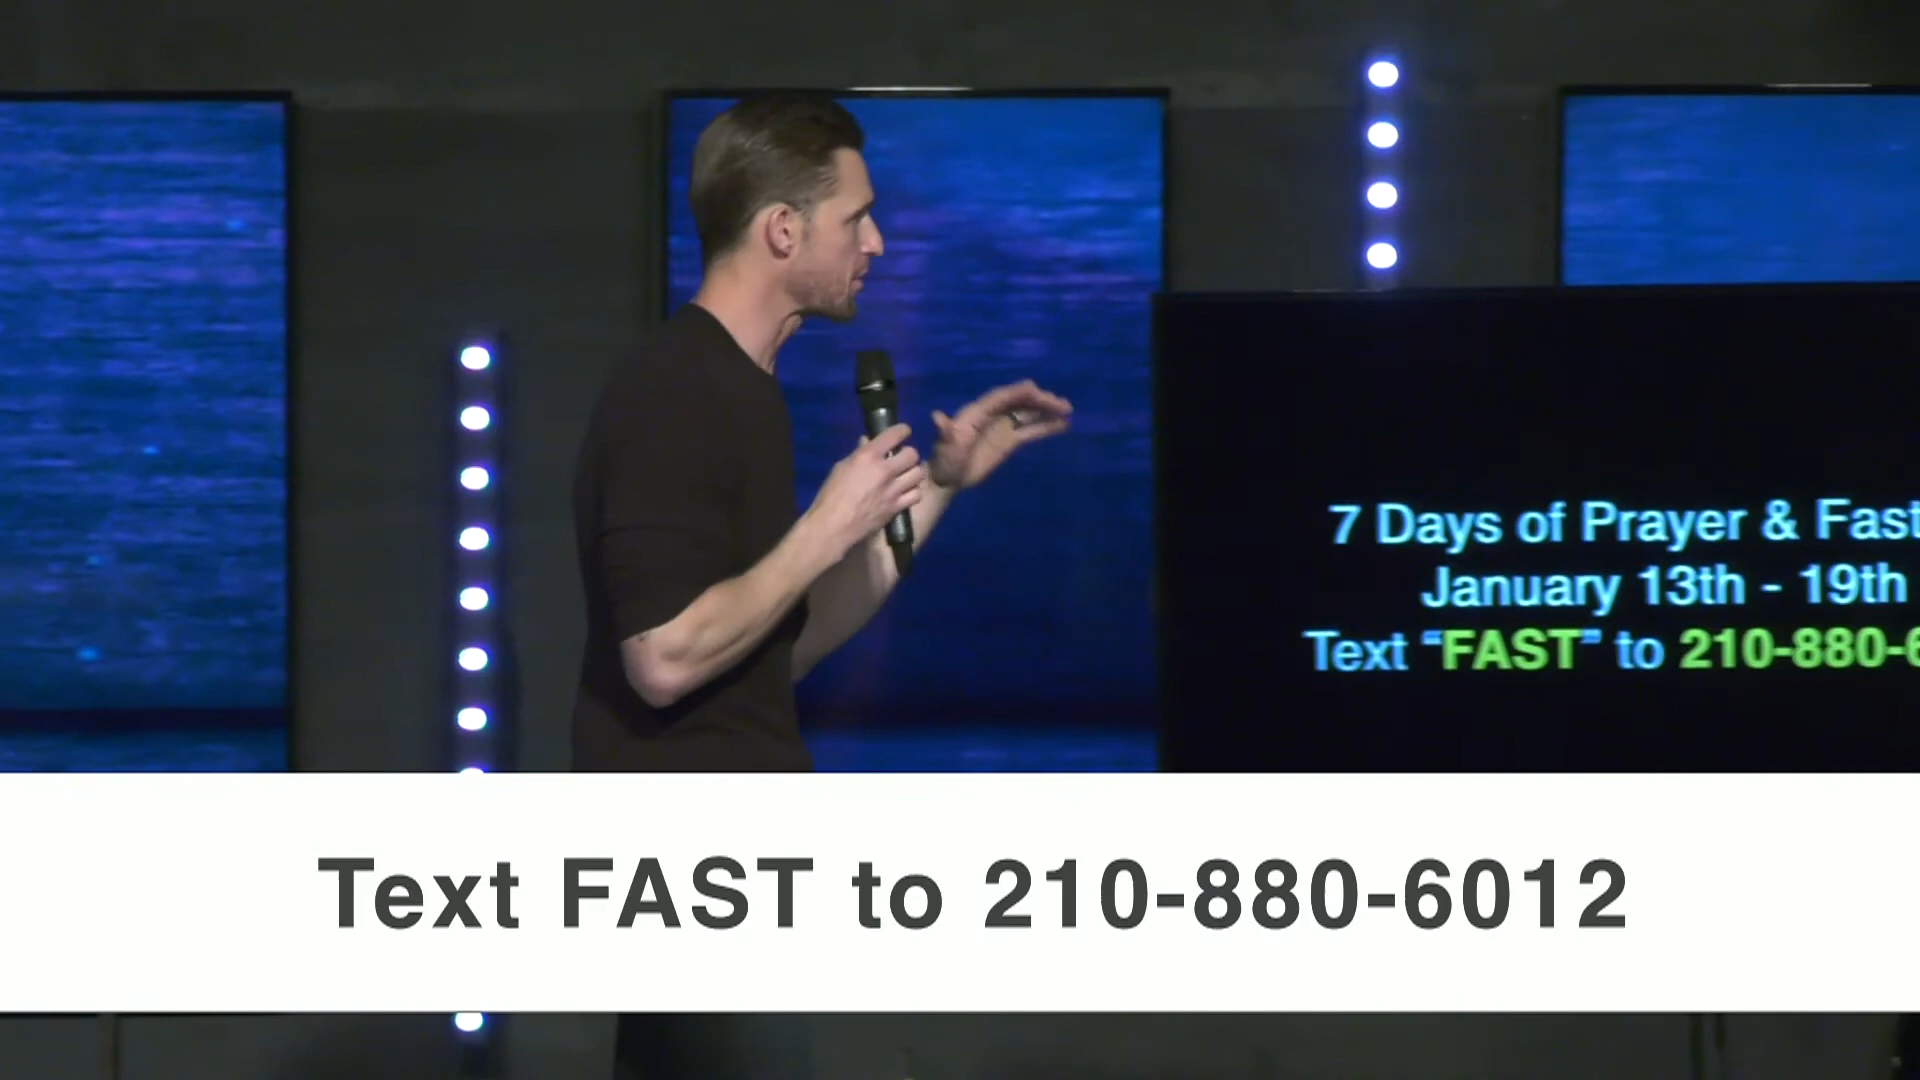 7 Days of Prayer & Fast
January 13th - 19th
Text “FAST” to 210-880-6
Text FAST to 210-880-6012